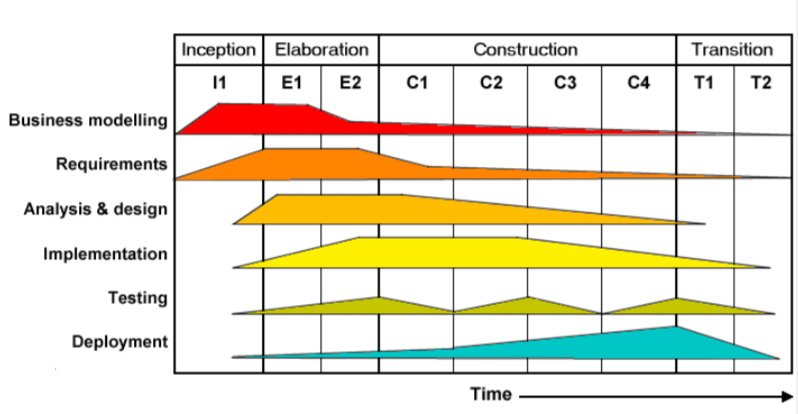 Inception Elaboration Construction Transition
I1 E1 E2 C1 C2 C3 C4 T1 T2
Business modelling
Requirements
Analysis & design
Implementation
Testing
Deployment
Time